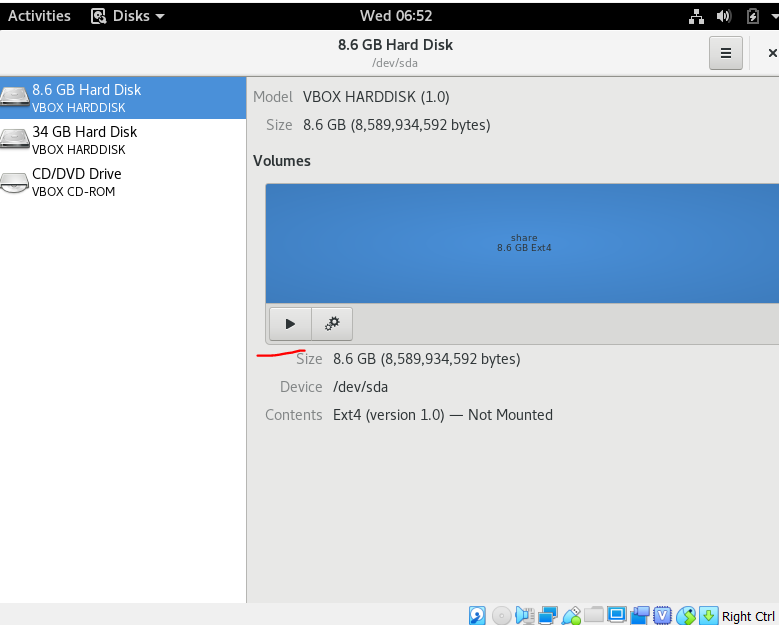 Activities Disks Wed 06:52
8.6 GB Hard Disk
/dev/sda
8.6 GB Hard Disk
VBOX HARDDISK
34 GB Hard Disk
VBOX HARDDISK
CD/DVD Drive
VBOX CD-ROM
Model VBOX HARDDISK (1.0)
Size 8.6 GB (8,589,934,592 bytes)
Volumes
share
8.6 GB Ext4
Size 8.6 GB (8,589,934,592 bytes)
Device /dev/sda
Contents Ext4 (version 1.0) — Not Mounted
Right Ctrl